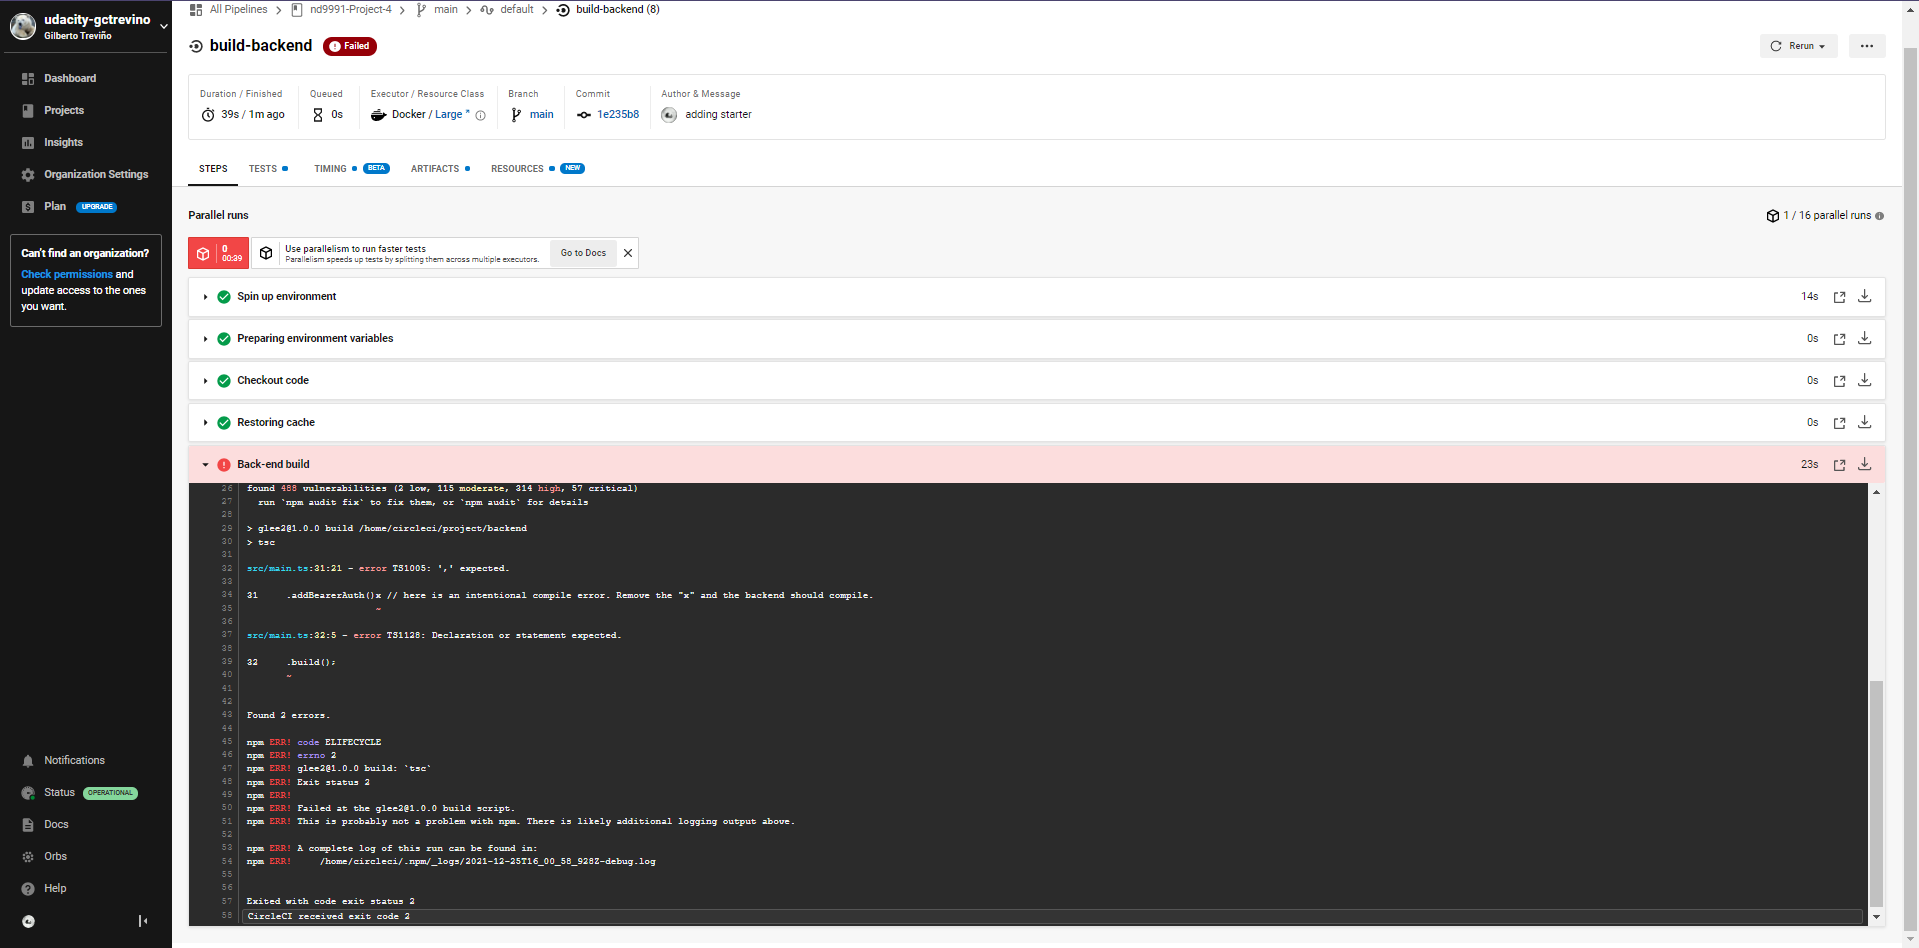 udacity-gctrevino
Gilberto Treviño
Dashboard
Projects
Insights
Organization Settings
Plan UPGRADE
Can't find an organization?
Check permissions and
update access to the ones
you want.
Notifications
Status OPERATIONAL
Docs
Orbs
Help
All Pipelines nd9991-Project-4 main default build-backend (8)
build-backend Failed
Rerun
Duration / Finished Queued Executor / Resource Class Branch Commit Author & Message
39s / 1m ago 0s Docker / Large * main 1e235b8 adding starter
STEPS TESTS TIMING BETA ARTIFACTS RESOURCES NEW
Parallel runs
1 / 16 parallel runs
0
00:39
Use parallelism to run faster tests
Parallelism speeds up tests by splitting them across multiple executors.
Go to Docs
Spin up environment 14s
Preparing environment variables 0s
Checkout code 0s
Restoring cache 0s
Back-end build 23s
26 found 488 vulnerabilities (2 low, 115 moderate, 314 high, 57 critical)
27 run `npm audit fix` to fix them, or `npm audit` for details
28
29 > glee2@1.0.0 build /home/circleci/project/backend
30 > tsc
31
32 src/main.ts:31:21 - error TS1005: ',' expected.
33
34 31 .addBearerAuth()x // here is an intentional compile error. Remove the "x" and the backend should compile.
35 ~
36
37 src/main.ts:32:5 - error TS1128: Declaration or statement expected.
38
39 32 .build();
40 ~
41
42
43 Found 2 errors.
44
45 npm ERR! code ELIFECYCLE
46 npm ERR! errno 2
47 npm ERR! glee2@1.0.0 build: `tsc`
48 npm ERR! Exit status 2
49 npm ERR!
50 npm ERR! Failed at the glee2@1.0.0 build script.
51 npm ERR! This is probably not a problem with npm. There is likely additional logging output above.
52
53 npm ERR! A complete log of this run can be found in:
54 npm ERR! /home/circleci/.npm/_logs/2021-12-25T16_00_58_928Z-debug.log
55
56
57 Exited with code exit status 2
58 CircleCI received exit code 2